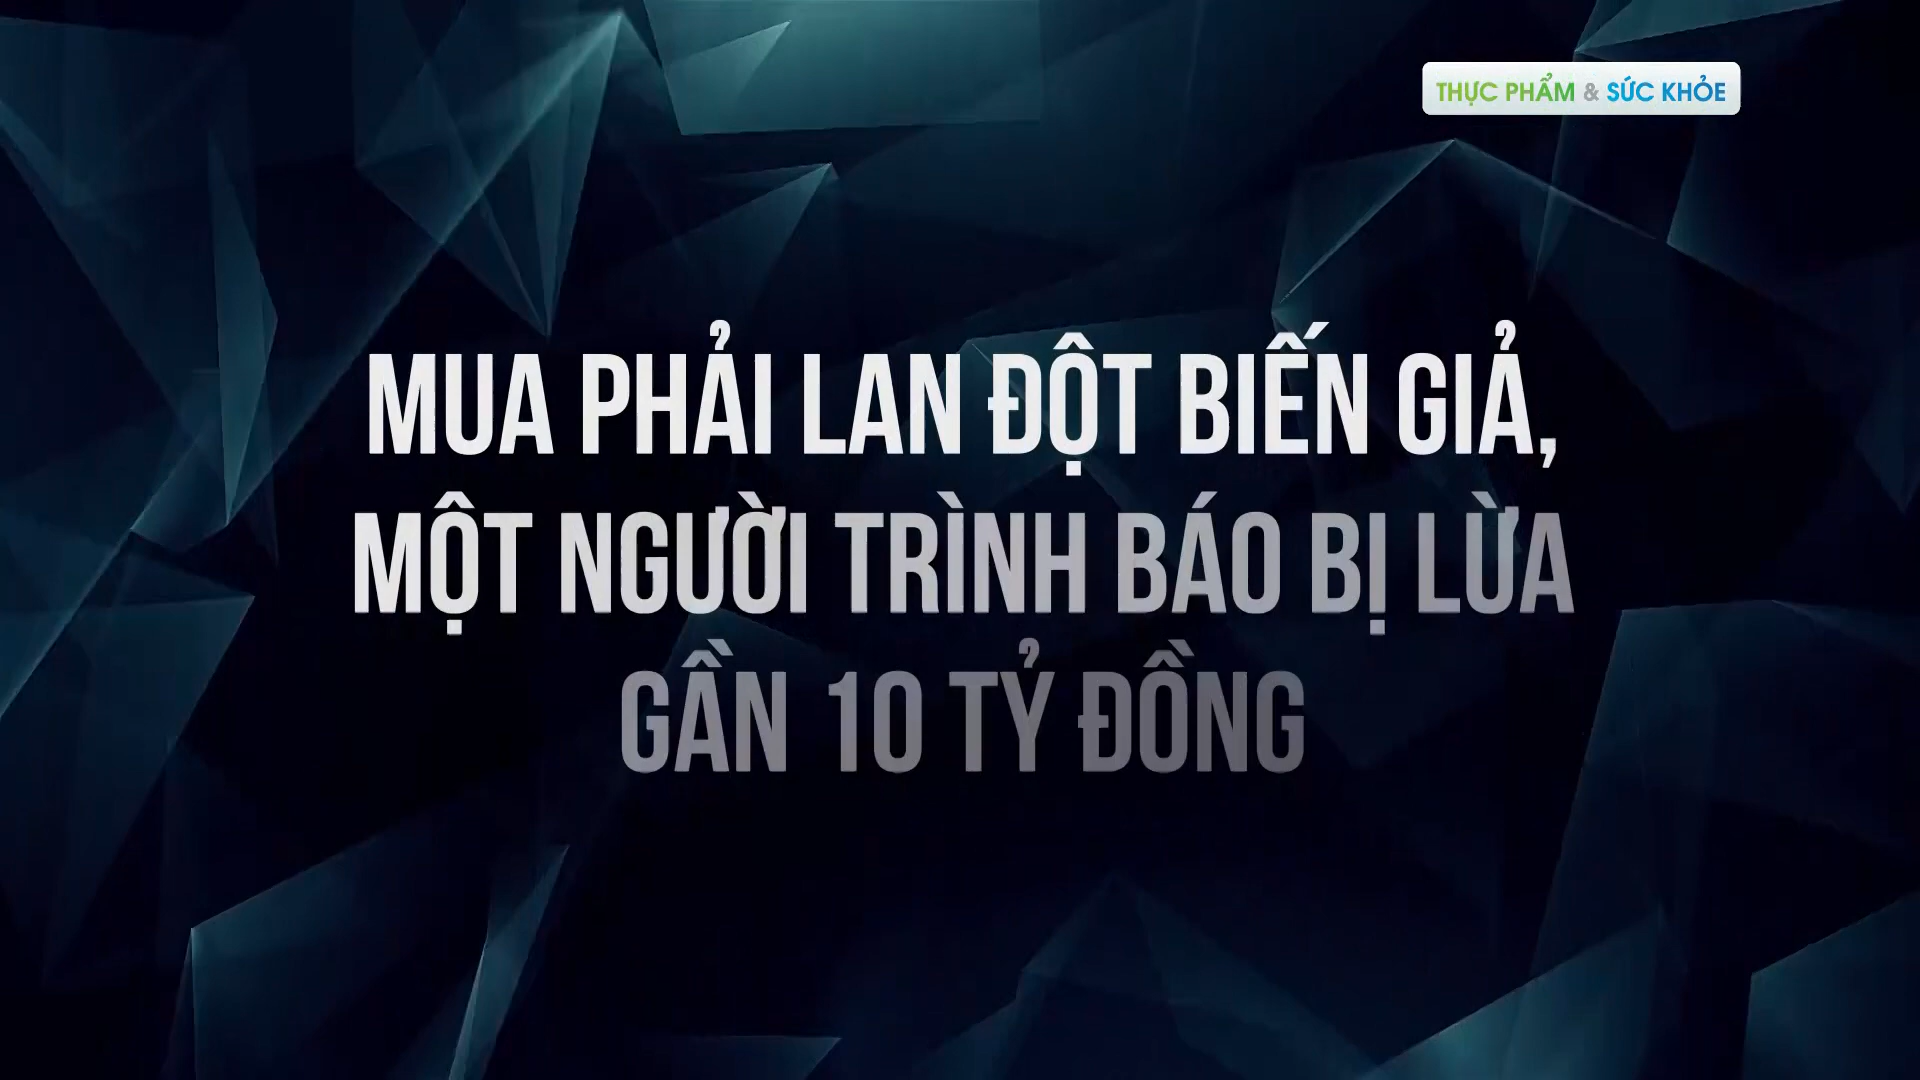 THỰC PHẨM & SỨC KHỎE
MUA PHẢI LAN ĐỘT BIẾN GIẢ,
MỘT NGƯỜI TRÌNH BÁO BỊ LỪA
GẦN 10 TỶ ĐỒNG